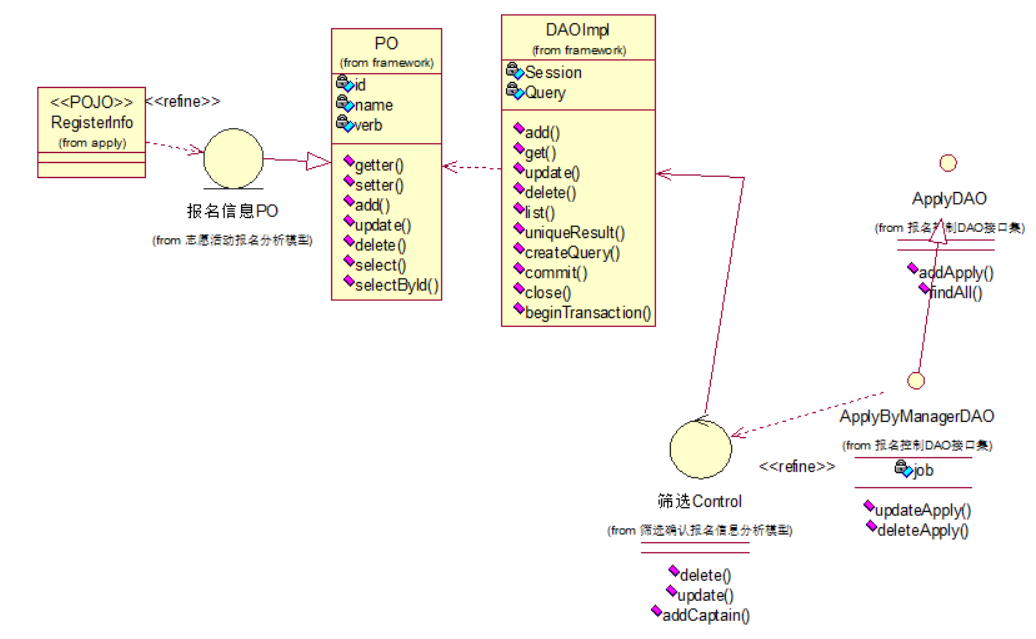 <<POJO>>
RegisterInfo
(from apply)
<<refine>>
报名信息PO
(from 志愿活动报名分析模型)
PO
(from framework)
id
name
verb
getter()
setter()
add()
update()
delete()
select()
selectById()
DAOImpl
(from framework)
Session
Query
add()
get()
update()
delete()
list()
uniqueResult()
createQuery()
commit()
close()
beginTransaction()
ApplyDAO
(from 报名控制DAO接口集)
addApply()
findAll()
ApplyByManagerDAO
(from 报名控制DAO接口集)
job
updateApply()
deleteApply()
<<refine>>
筛选Control
(from 筛选确认报名信息分析模型)
delete()
update()
addCaptain()